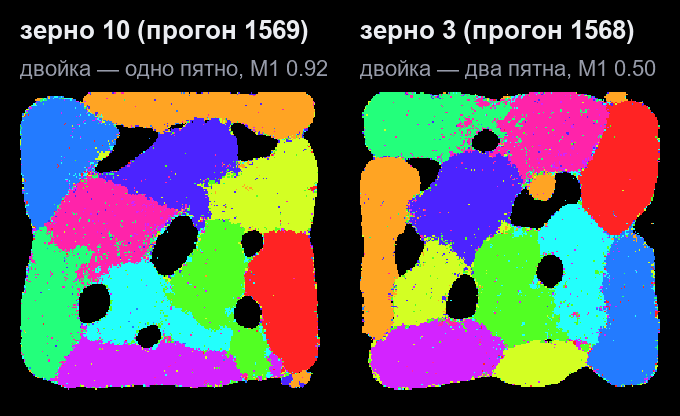 зерно 10 (прогон 1569)
двойка — одно пятно, M1 0.92
зерно 3 (прогон 1568)
двойка — два пятна, M1 0.50